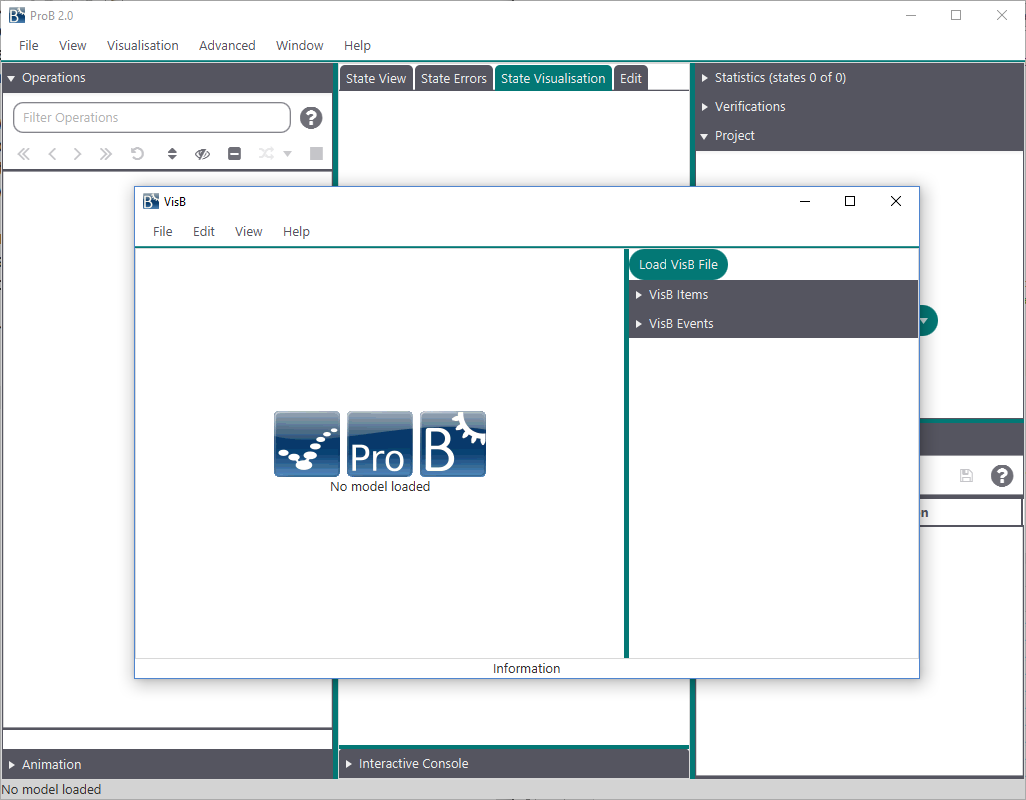 ProB 2.0
File View Visualisation Advanced Window Help
Operations
Filter Operations
State View State Errors State Visualisation Edit
Statistics (states 0 of 0)
Verifications
Project
VisB
File Edit View Help
Load VisB File
VisB Items
VisB Events
Pro B
No model loaded
Information
n
Animation
Interactive Console
No model loaded